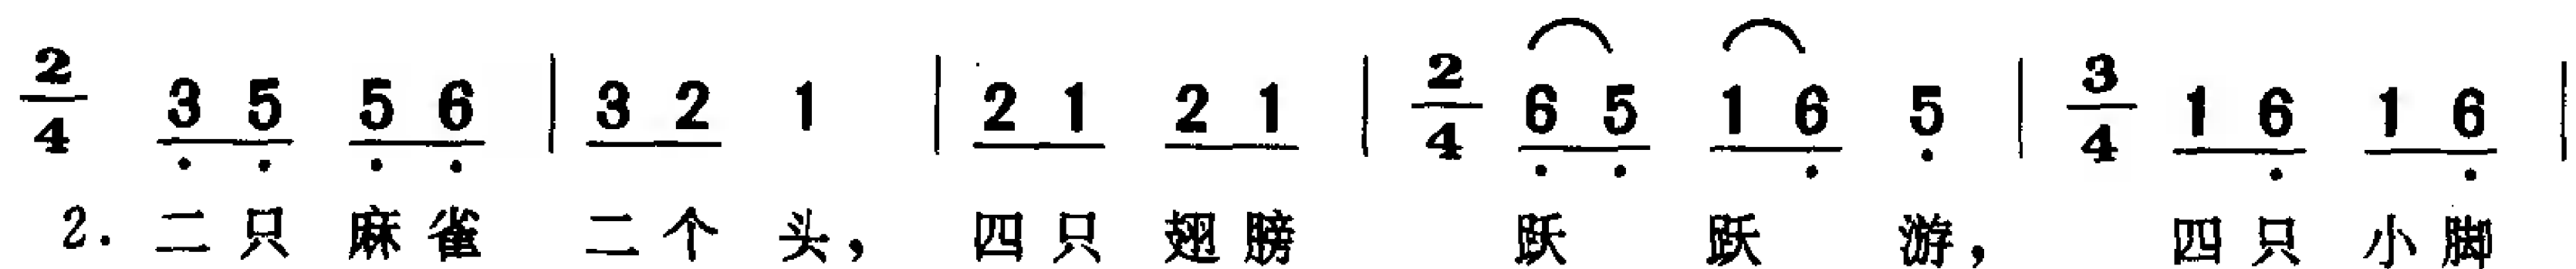 2/4 3 5 5 6 | 3 2 1 | 2 1 2 1 | 2/4 6 5 1 6 5 | 3/4 1 6 1 6 |
2. 二只麻雀 二个头， 四只翅膀 跃 跃 游， 四只小脚